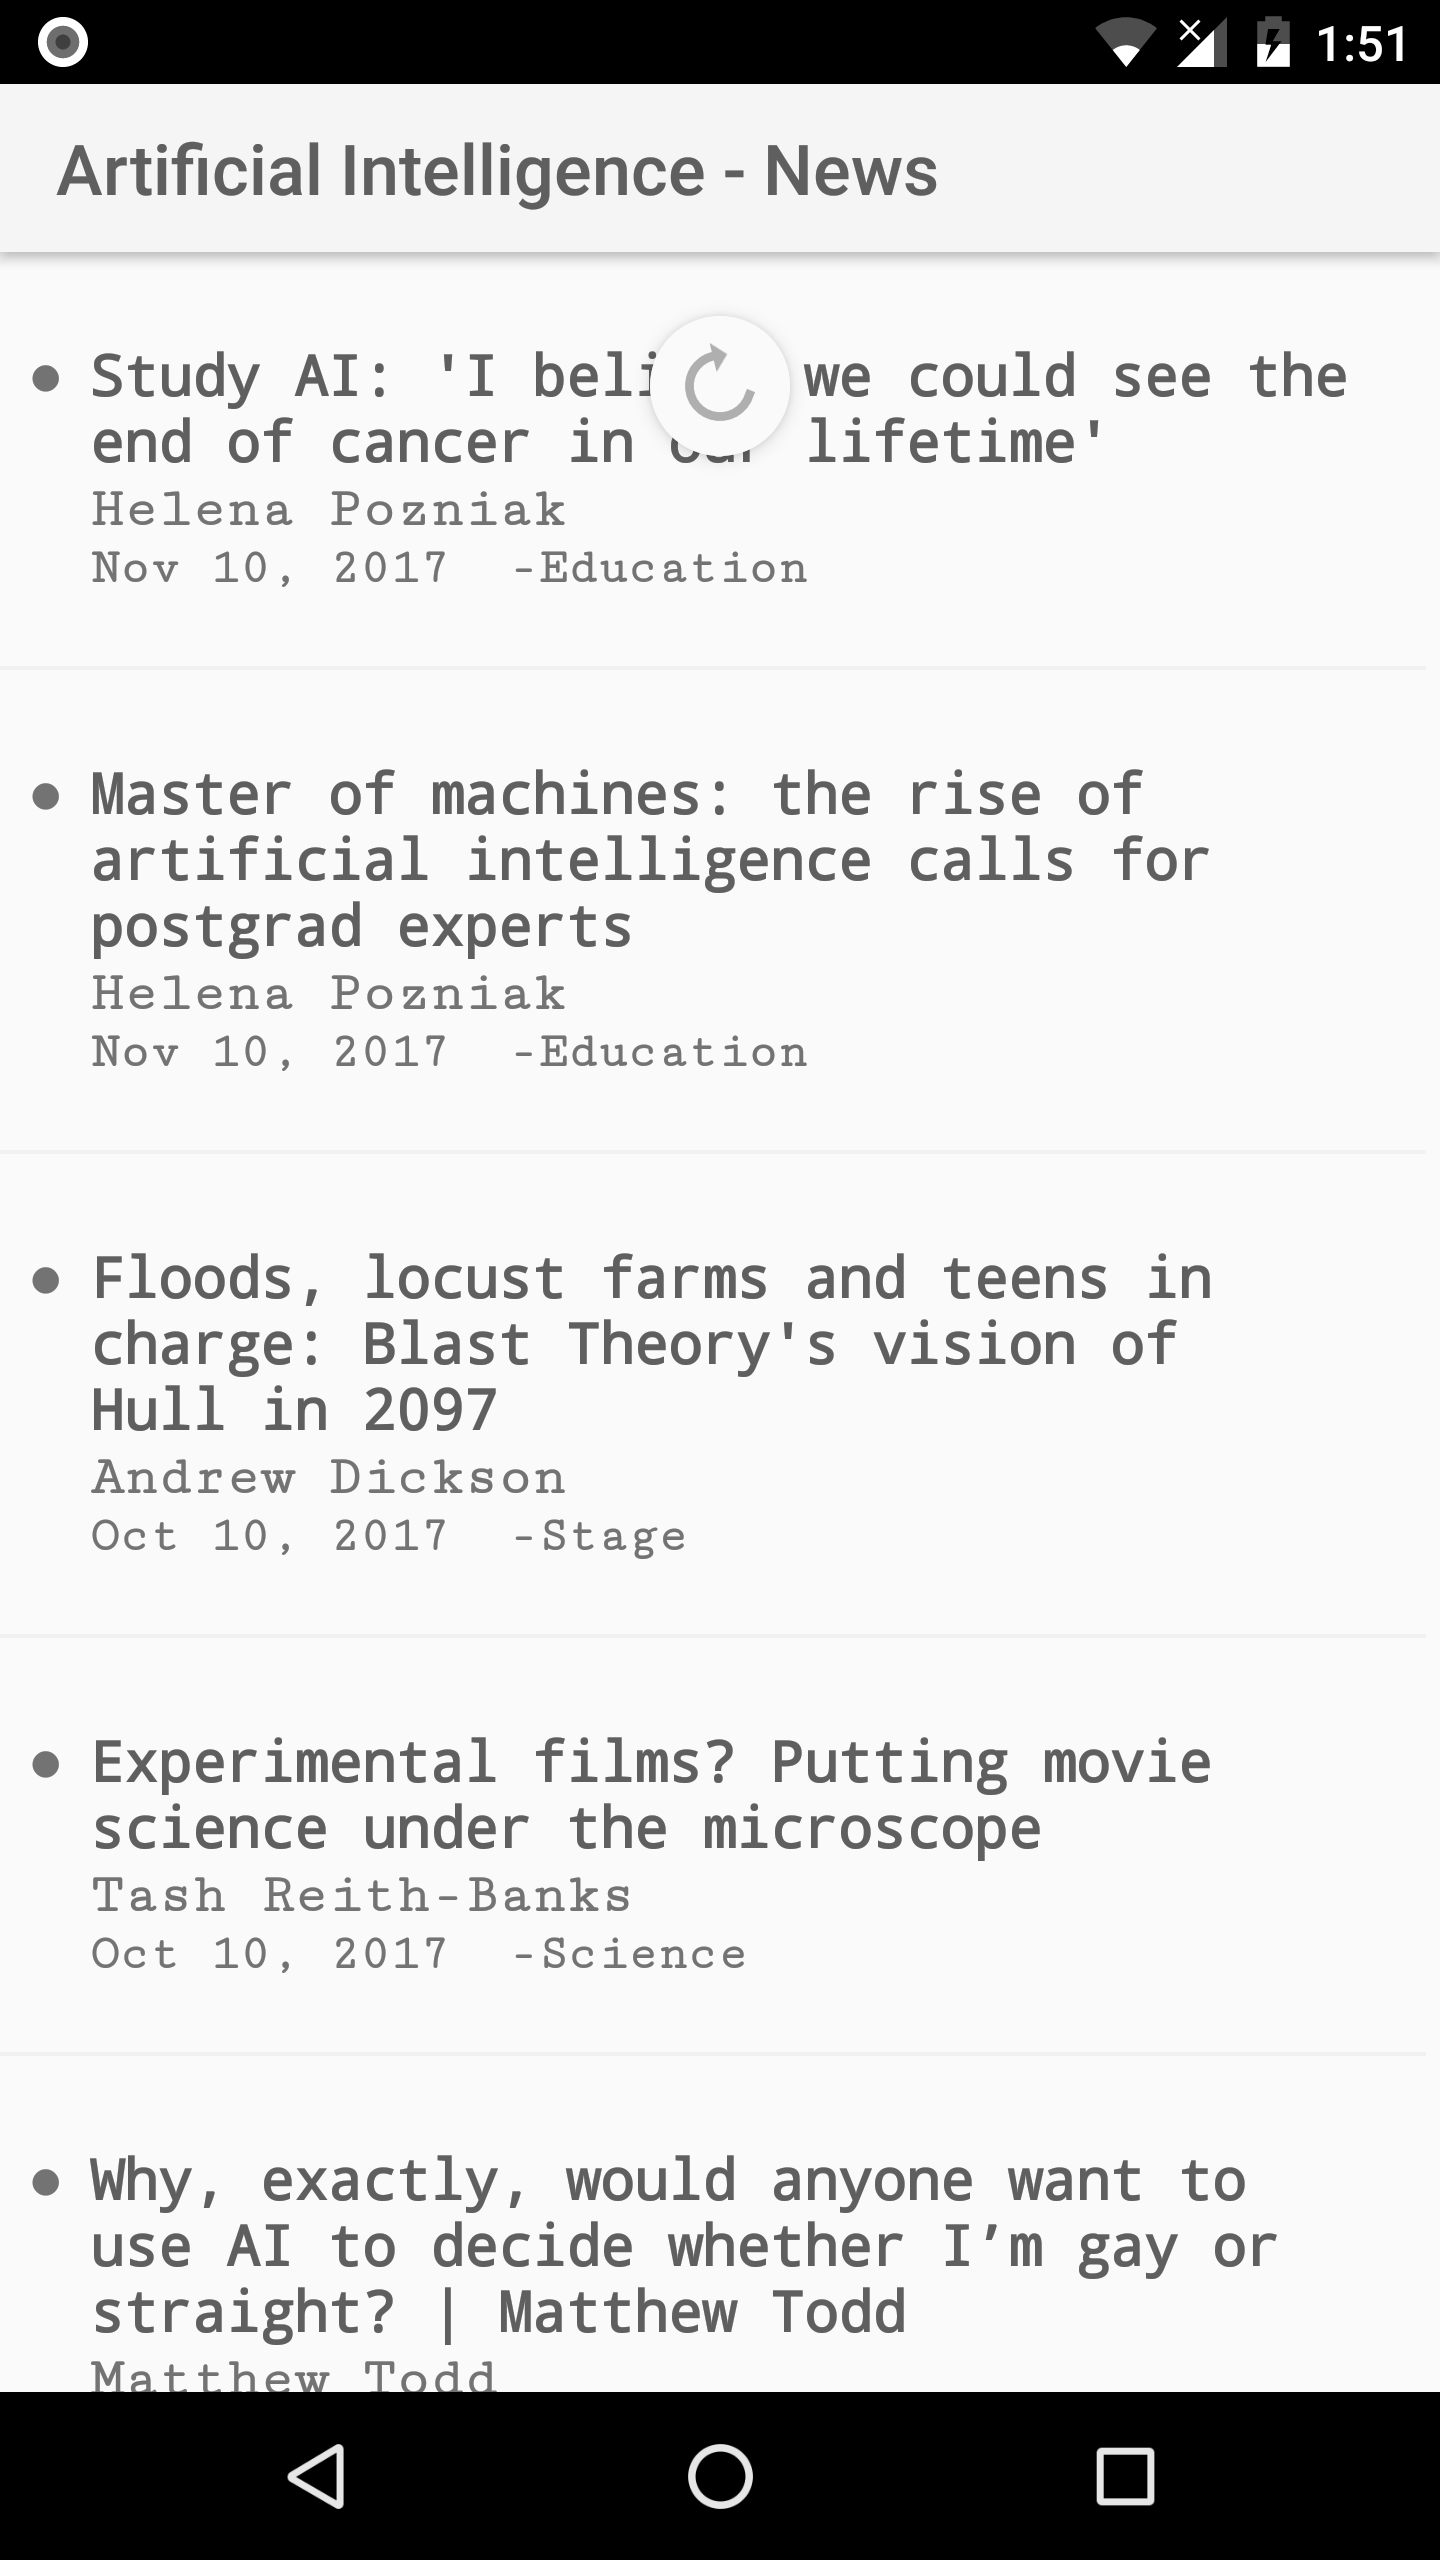 1:51
Artificial Intelligence - News
Study AI: 'I beli we could see the
end of cancer in our lifetime'
Helena Pozniak
Nov 10, 2017 -Education
Master of machines: the rise of
artificial intelligence calls for
postgrad experts
Helena Pozniak
Nov 10, 2017 -Education
Floods, locust farms and teens in
charge: Blast Theory's vision of
Hull in 2097
Andrew Dickson
Oct 10, 2017 -Stage
Experimental films? Putting movie
science under the microscope
Tash Reith-Banks
Oct 10, 2017 -Science
Why, exactly, would anyone want to
use AI to decide whether I’m gay or
straight? | Matthew Todd
Matthew Todd